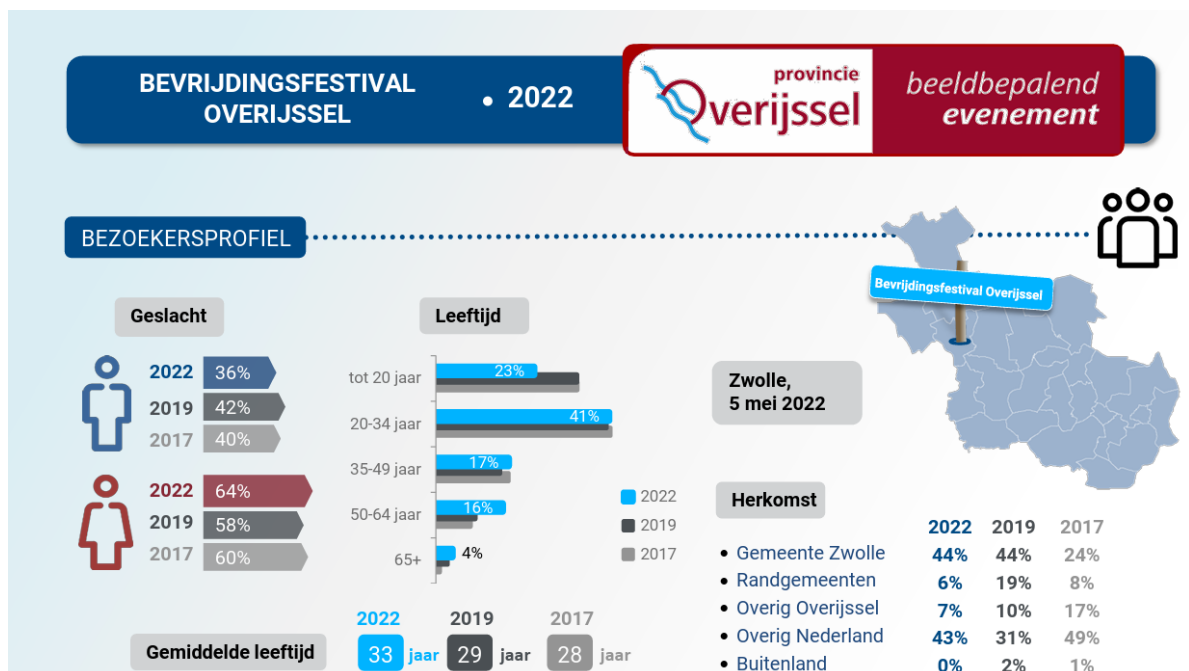 BEVRIJDINGSFESTIVAL
OVERIJSSEL
• 2022
provincie
Overijssel
beeldbepalend
evenement
BEZOEKERSPROFIEL
Bevrijdingsfestival Overijssel
Geslacht
2022 36%
2019 42%
2017 40%
2022 64%
2019 58%
2017 60%
Leeftijd
tot 20 jaar 23%
20-34 jaar 41%
35-49 jaar 17%
50-64 jaar 16%
65+ 4%
2022
2019
2017
Gemiddelde leeftijd
2022 2019 2017
33 jaar 29 jaar 28 jaar
Zwolle,
5 mei 2022
Herkomst
2022 2019 2017
• Gemeente Zwolle 44% 44% 24%
• Randgemeenten 6% 19% 8%
• Overig Overijssel 7% 10% 17%
• Overig Nederland 43% 31% 49%
• Buitenland 0% 2% 1%